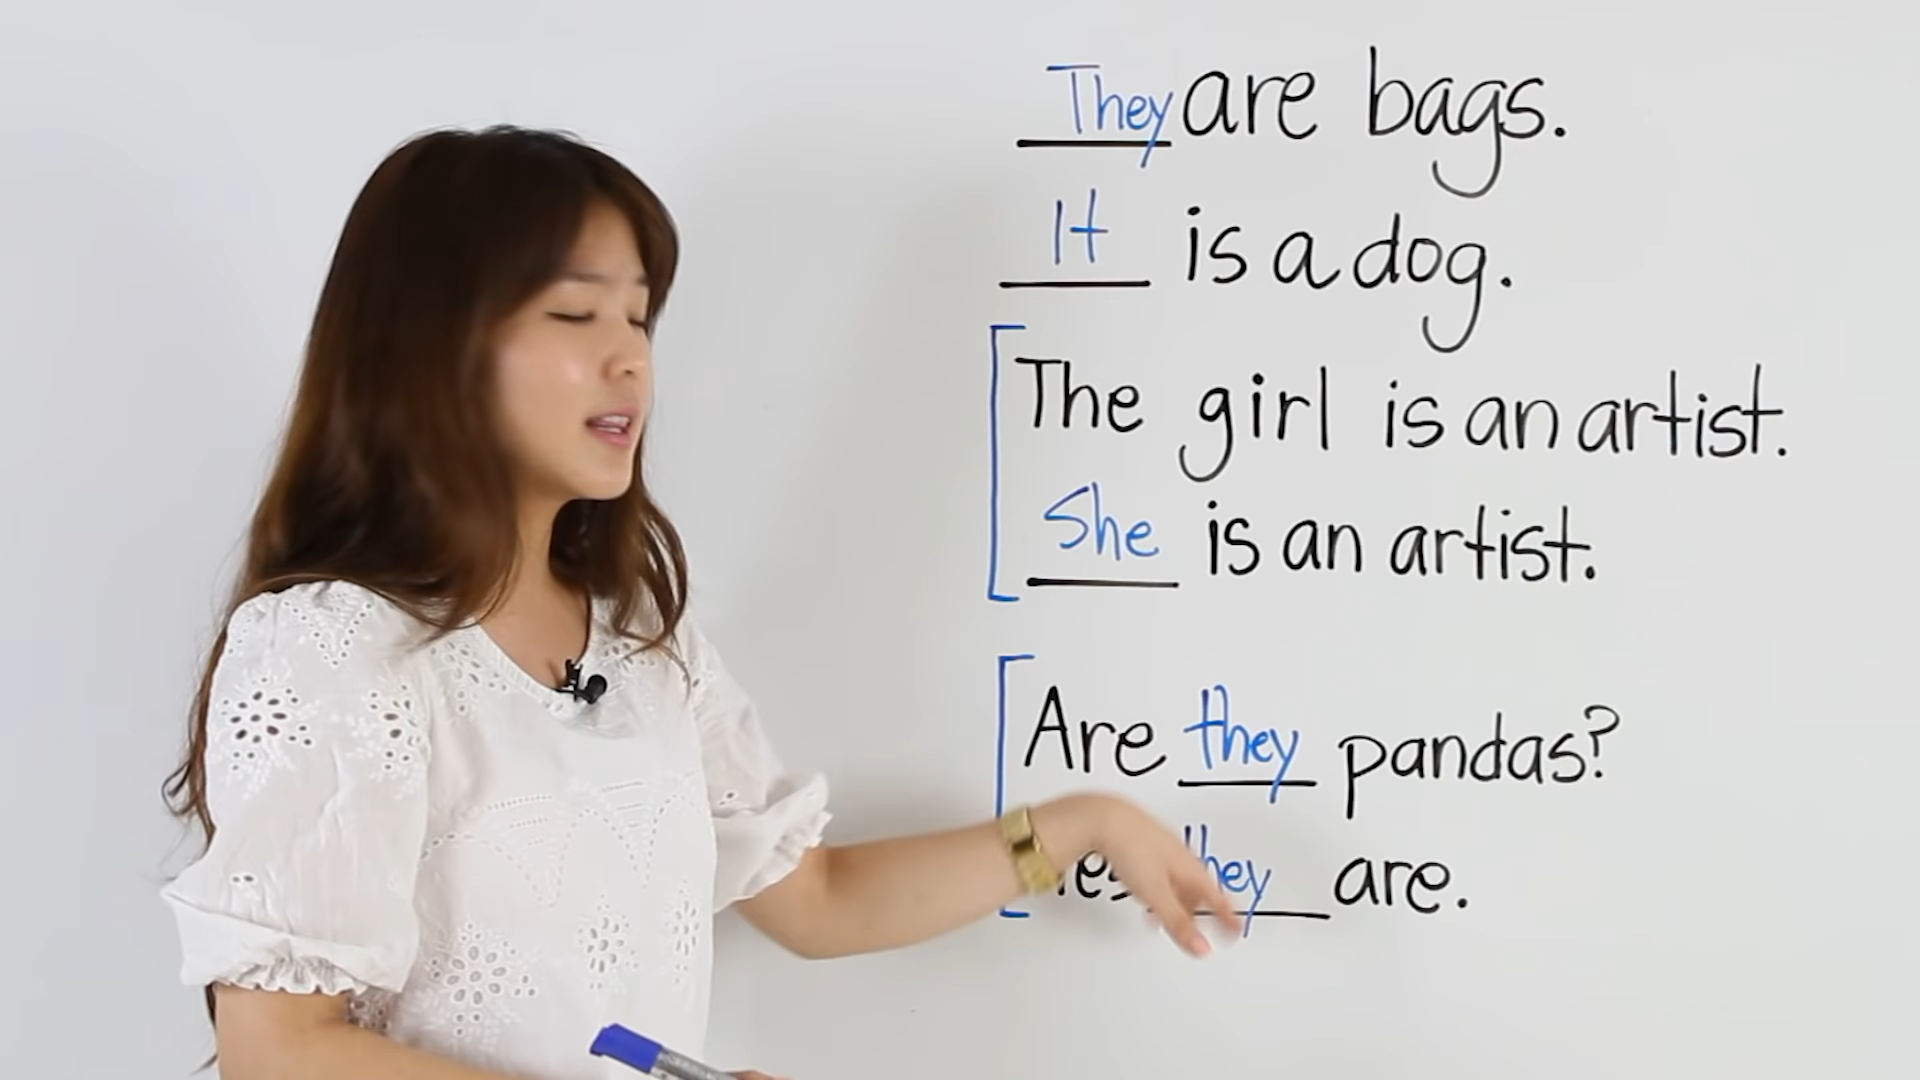 They are bags.
It is a dog.
The girl is an artist.
She is an artist.
Are they pandas?
are.